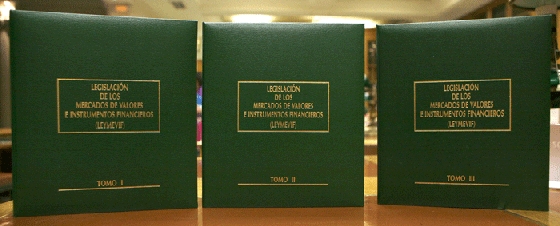 LEGISLACIÓN
DE LOS
MERCADOS DE VALORES
E INSTRUMENTOS FINANCIEROS
(LEYMEVIF)
TOMO I
LEGISLACIÓN
DE LOS
MERCADOS DE VALORES
E INSTRUMENTOS FINANCIEROS
(LEYMEVIF)
TOMO II
LEGISLACIÓN
DE LOS
MERCADOS DE VALORES
E INSTRUMENTOS FINANCIEROS
(LEYMEVIF)
TOMO III